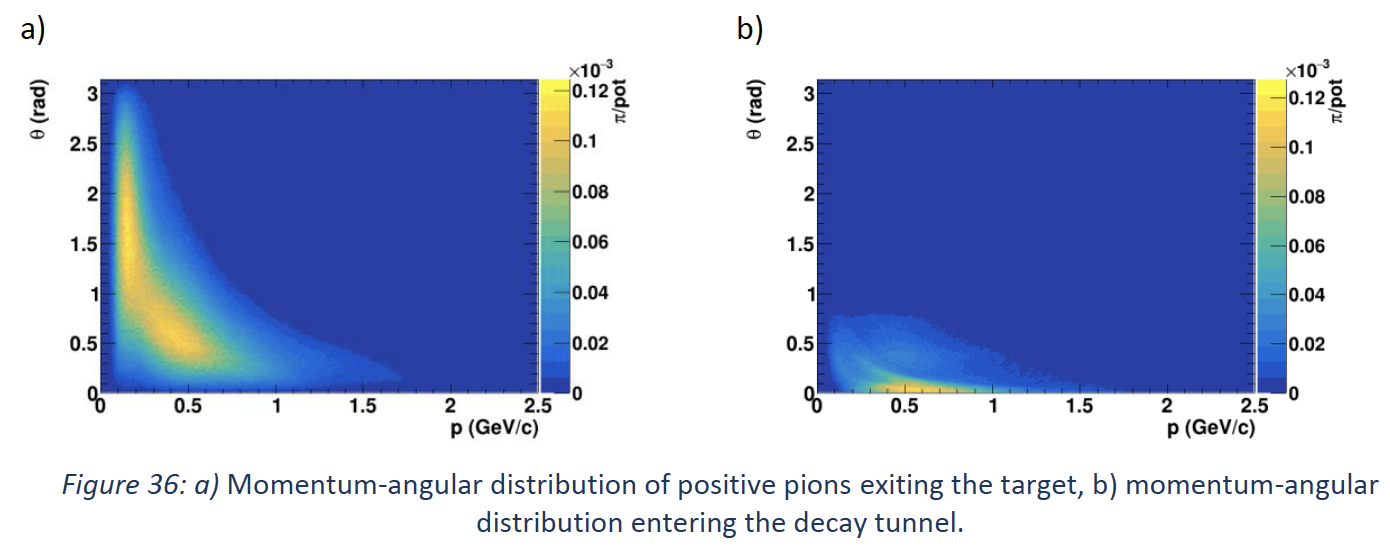 a)
b)
×10⁻³
θ (rad)
π/pot
3
2.5
2
1.5
1
0.5
0
0.12
0.1
0.08
0.06
0.04
0.02
0
0 0.5 1 1.5 2 2.5
p (GeV/c)
×10⁻³
θ (rad)
π/pot
3
2.5
2
1.5
1
0.5
0
0.12
0.1
0.08
0.06
0.04
0.02
0
0 0.5 1 1.5 2 2.5
p (GeV/c)
Figure 36: a) Momentum-angular distribution of positive pions exiting the target, b) momentum-angular
distribution entering the decay tunnel.